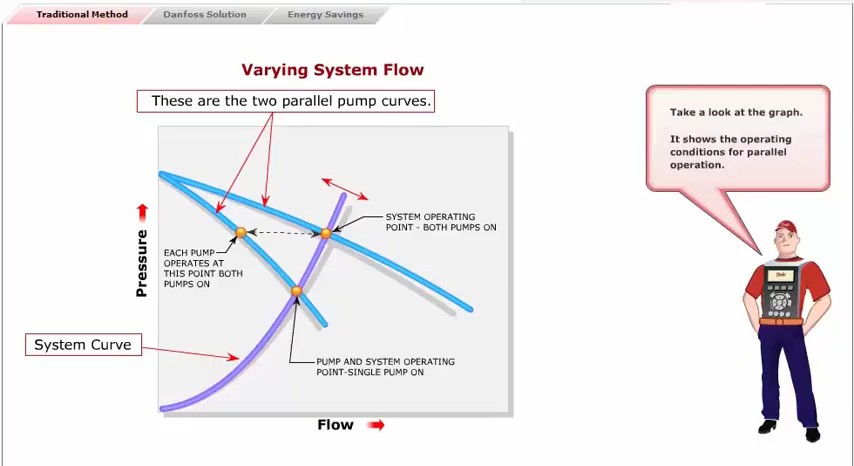 Traditional Method
Danfoss Solution
Energy Savings
Varying System Flow
These are the two parallel pump curves.
Take a look at the graph.
It shows the operating
conditions for parallel
operation.
SYSTEM OPERATING
POINT - BOTH PUMPS ON
EACH PUMP
OPERATES AT
THIS POINT BOTH
PUMPS ON
Pressure
System Curve
PUMP AND SYSTEM OPERATING
POINT-SINGLE PUMP ON
Flow